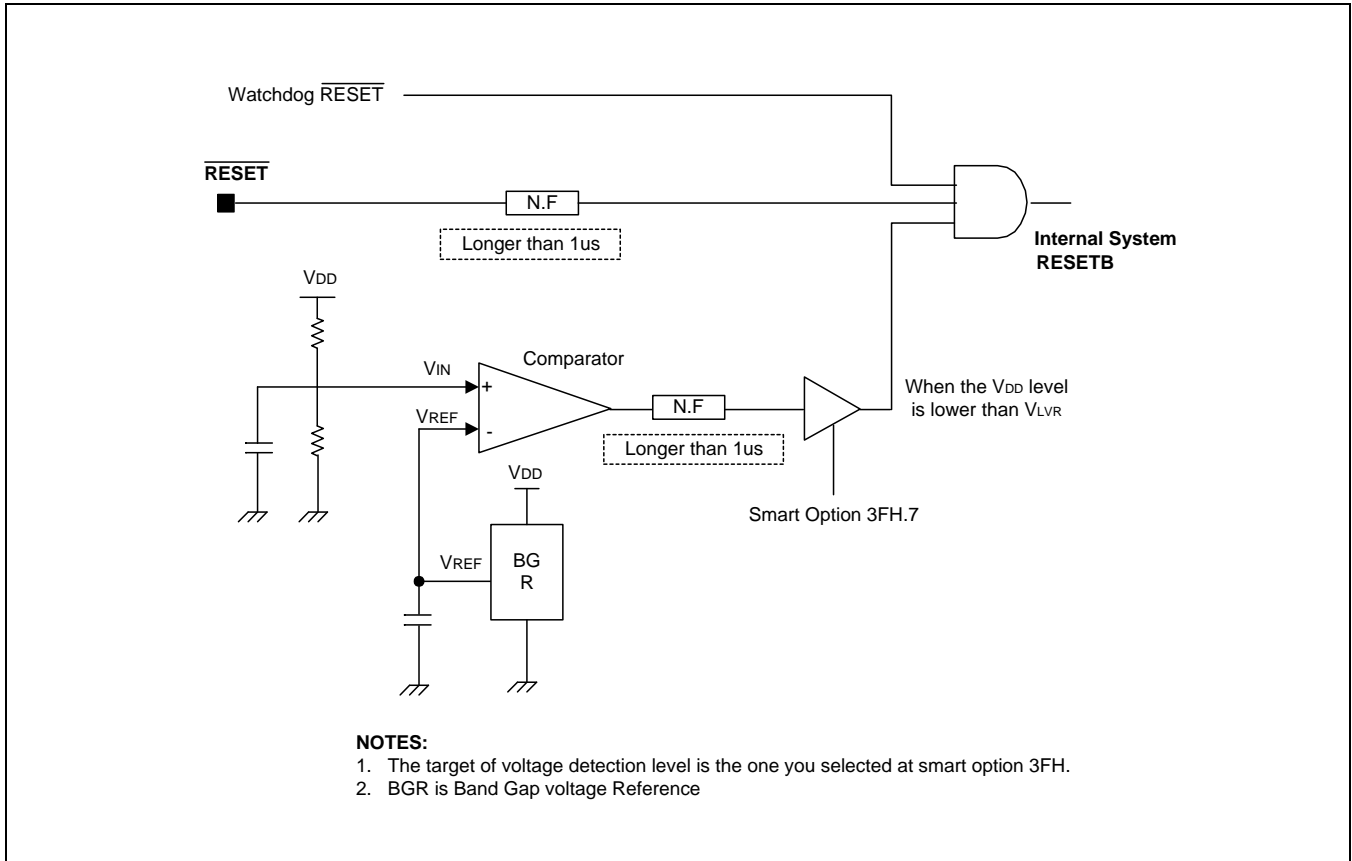 Watchdog RESET
RESET
N.F
Longer than 1us
Internal System
RESETB
VDD
VIN
Comparator
+
VREF
-
N.F
Longer than 1us
When the VDD level
is lower than VLVR
Smart Option 3FH.7
VDD
VREF
BG
R
NOTES:
1. The target of voltage detection level is the one you selected at smart option 3FH.
2. BGR is Band Gap voltage Reference